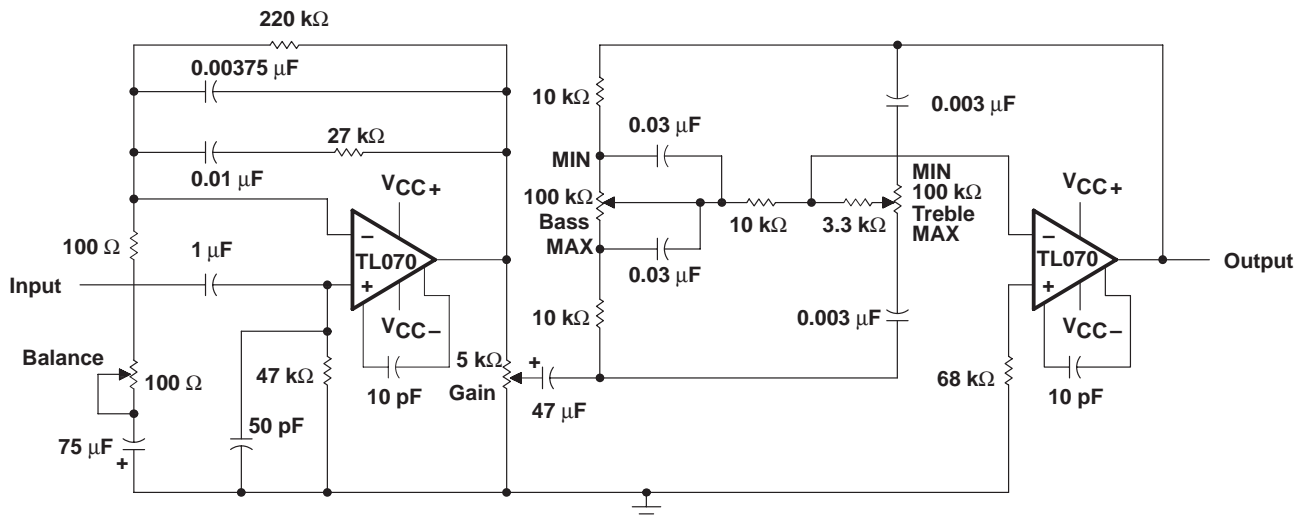 220 kΩ
0.00375 µF
27 kΩ
0.01 µF
VCC+
100 Ω
1 µF
−
TL070
+
Input
VCC−
Balance
100 Ω
47 kΩ
10 pF
5 kΩ
Gain
+
47 µF
50 pF
75 µF
+
10 kΩ
0.03 µF
MIN
100 kΩ
Bass
MAX
0.03 µF
10 kΩ
10 kΩ
3.3 kΩ
0.003 µF
MIN
100 kΩ
Treble
MAX
0.003 µF
VCC+
−
TL070
+
Output
VCC−
68 kΩ
10 pF